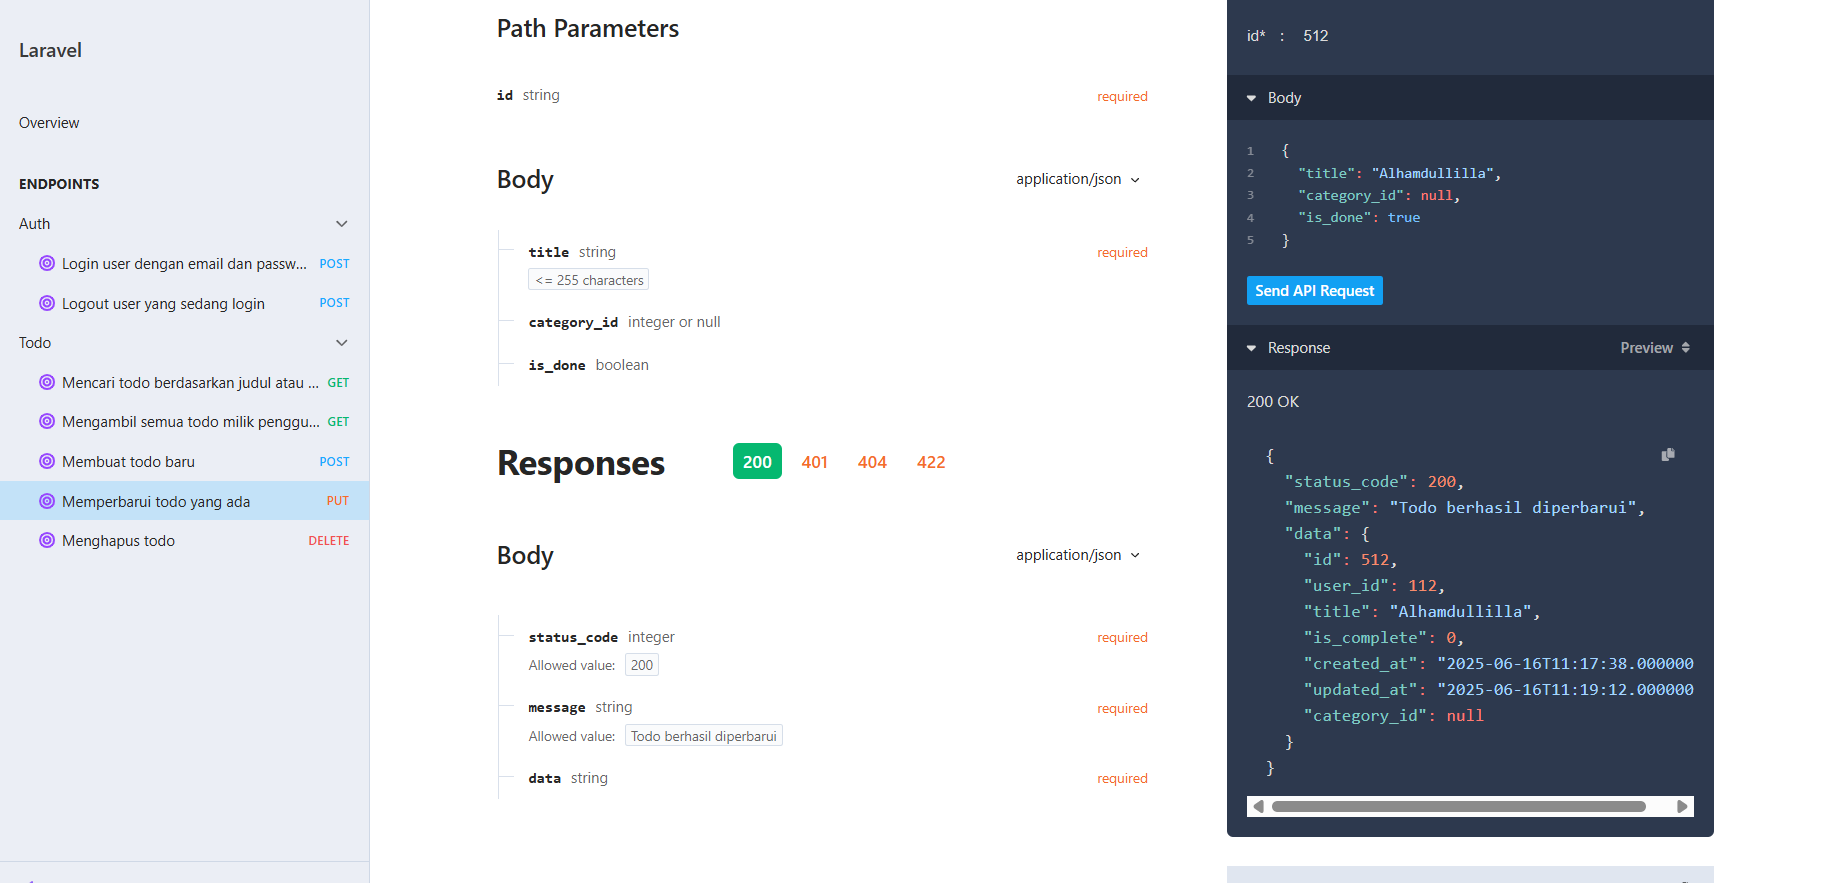 Laravel
Overview
ENDPOINTS
Auth
Login user dengan email dan passw... POST
Logout user yang sedang login POST
Todo
Mencari todo berdasarkan judul atau ... GET
Mengambil semua todo milik penggu... GET
Membuat todo baru POST
Memperbarui todo yang ada PUT
Menghapus todo DELETE
Path Parameters
id string required
Body application/json
title string required
<= 255 characters
category_id integer or null
is_done boolean
Responses 200 401 404 422
Body application/json
status_code integer required
Allowed value: 200
message string required
Allowed value: Todo berhasil diperbarui
data string required
id* : 512
Body
1 {
2 "title": "Alhamdullilla",
3 "category_id": null,
4 "is_done": true
5 }
Send API Request
Response Preview
200 OK
{
"status_code": 200,
"message": "Todo berhasil diperbarui",
"data": {
"id": 512,
"user_id": 112,
"title": "Alhamdullilla",
"is_complete": 0,
"created_at": "2025-06-16T11:17:38.000000
"updated_at": "2025-06-16T11:19:12.000000
"category_id": null
}
}